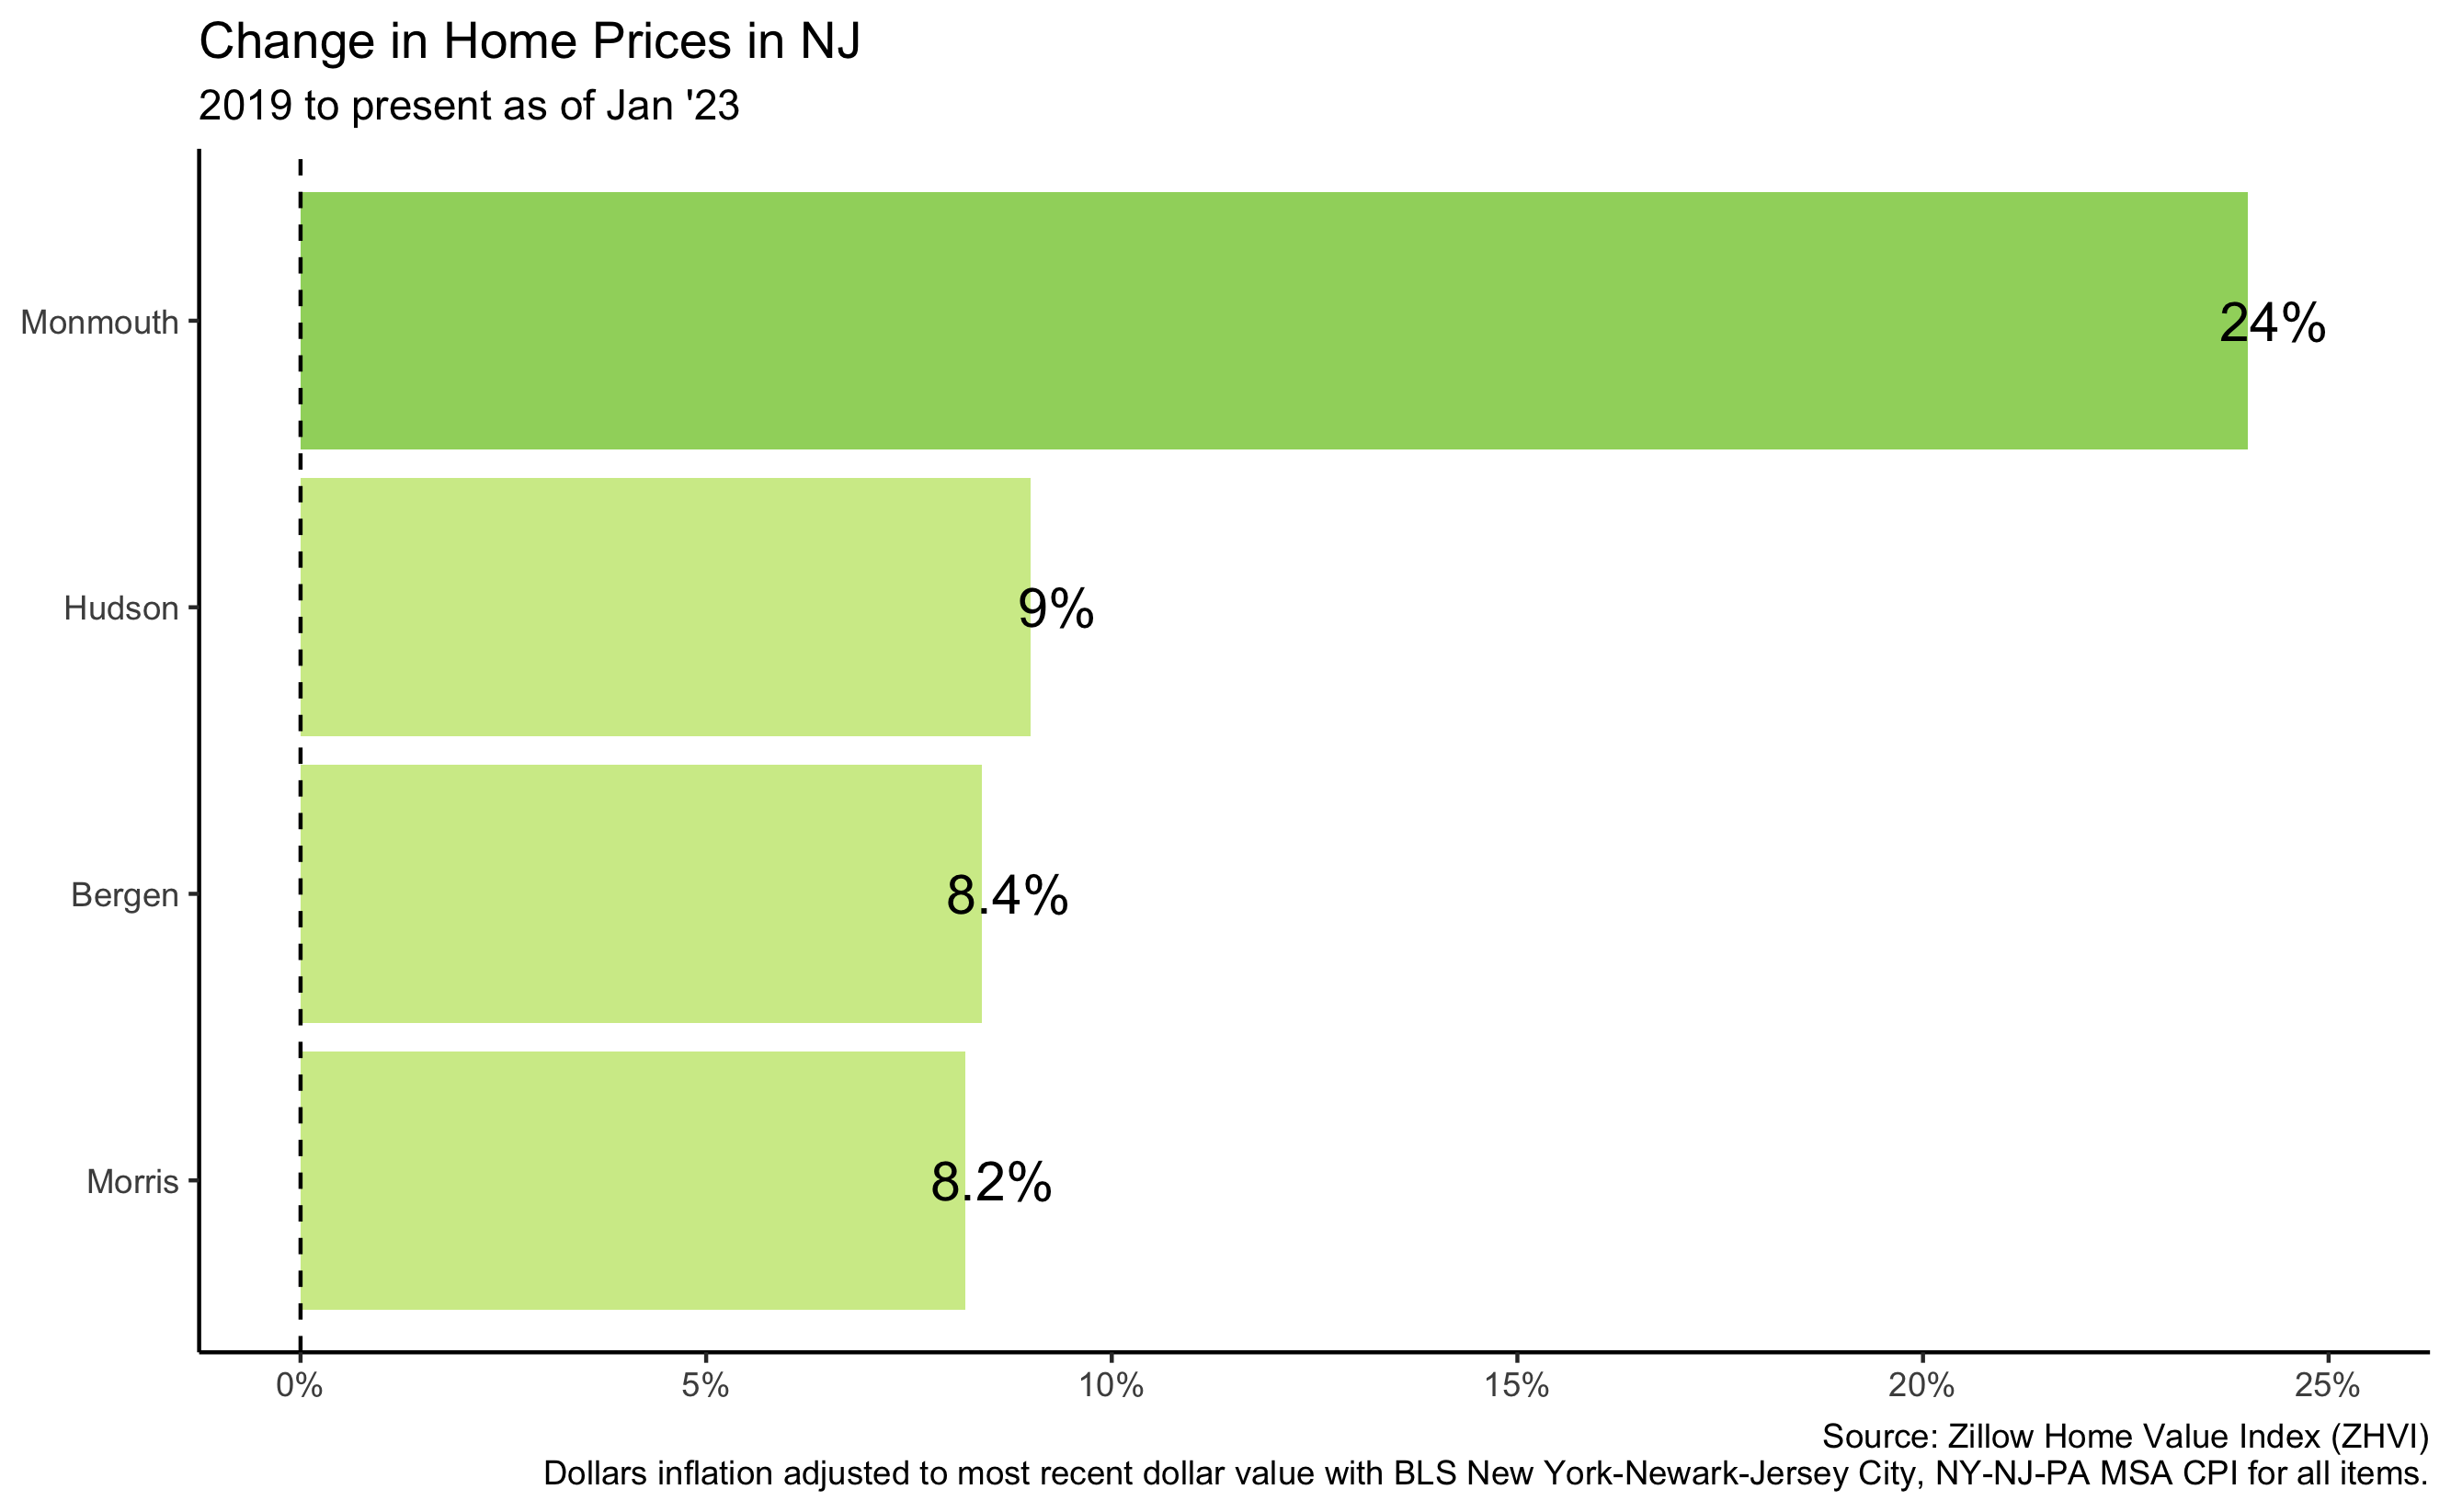 Change in Home Prices in NJ
2019 to present as of Jan '23
Monmouth
24%
Hudson
9%
Bergen
8.4%
Morris
8.2%
0% 5% 10% 15% 20% 25%
Source: Zillow Home Value Index (ZHVI)
Dollars inflation adjusted to most recent dollar value with BLS New York-Newark-Jersey City, NY-NJ-PA MSA CPI for all items.